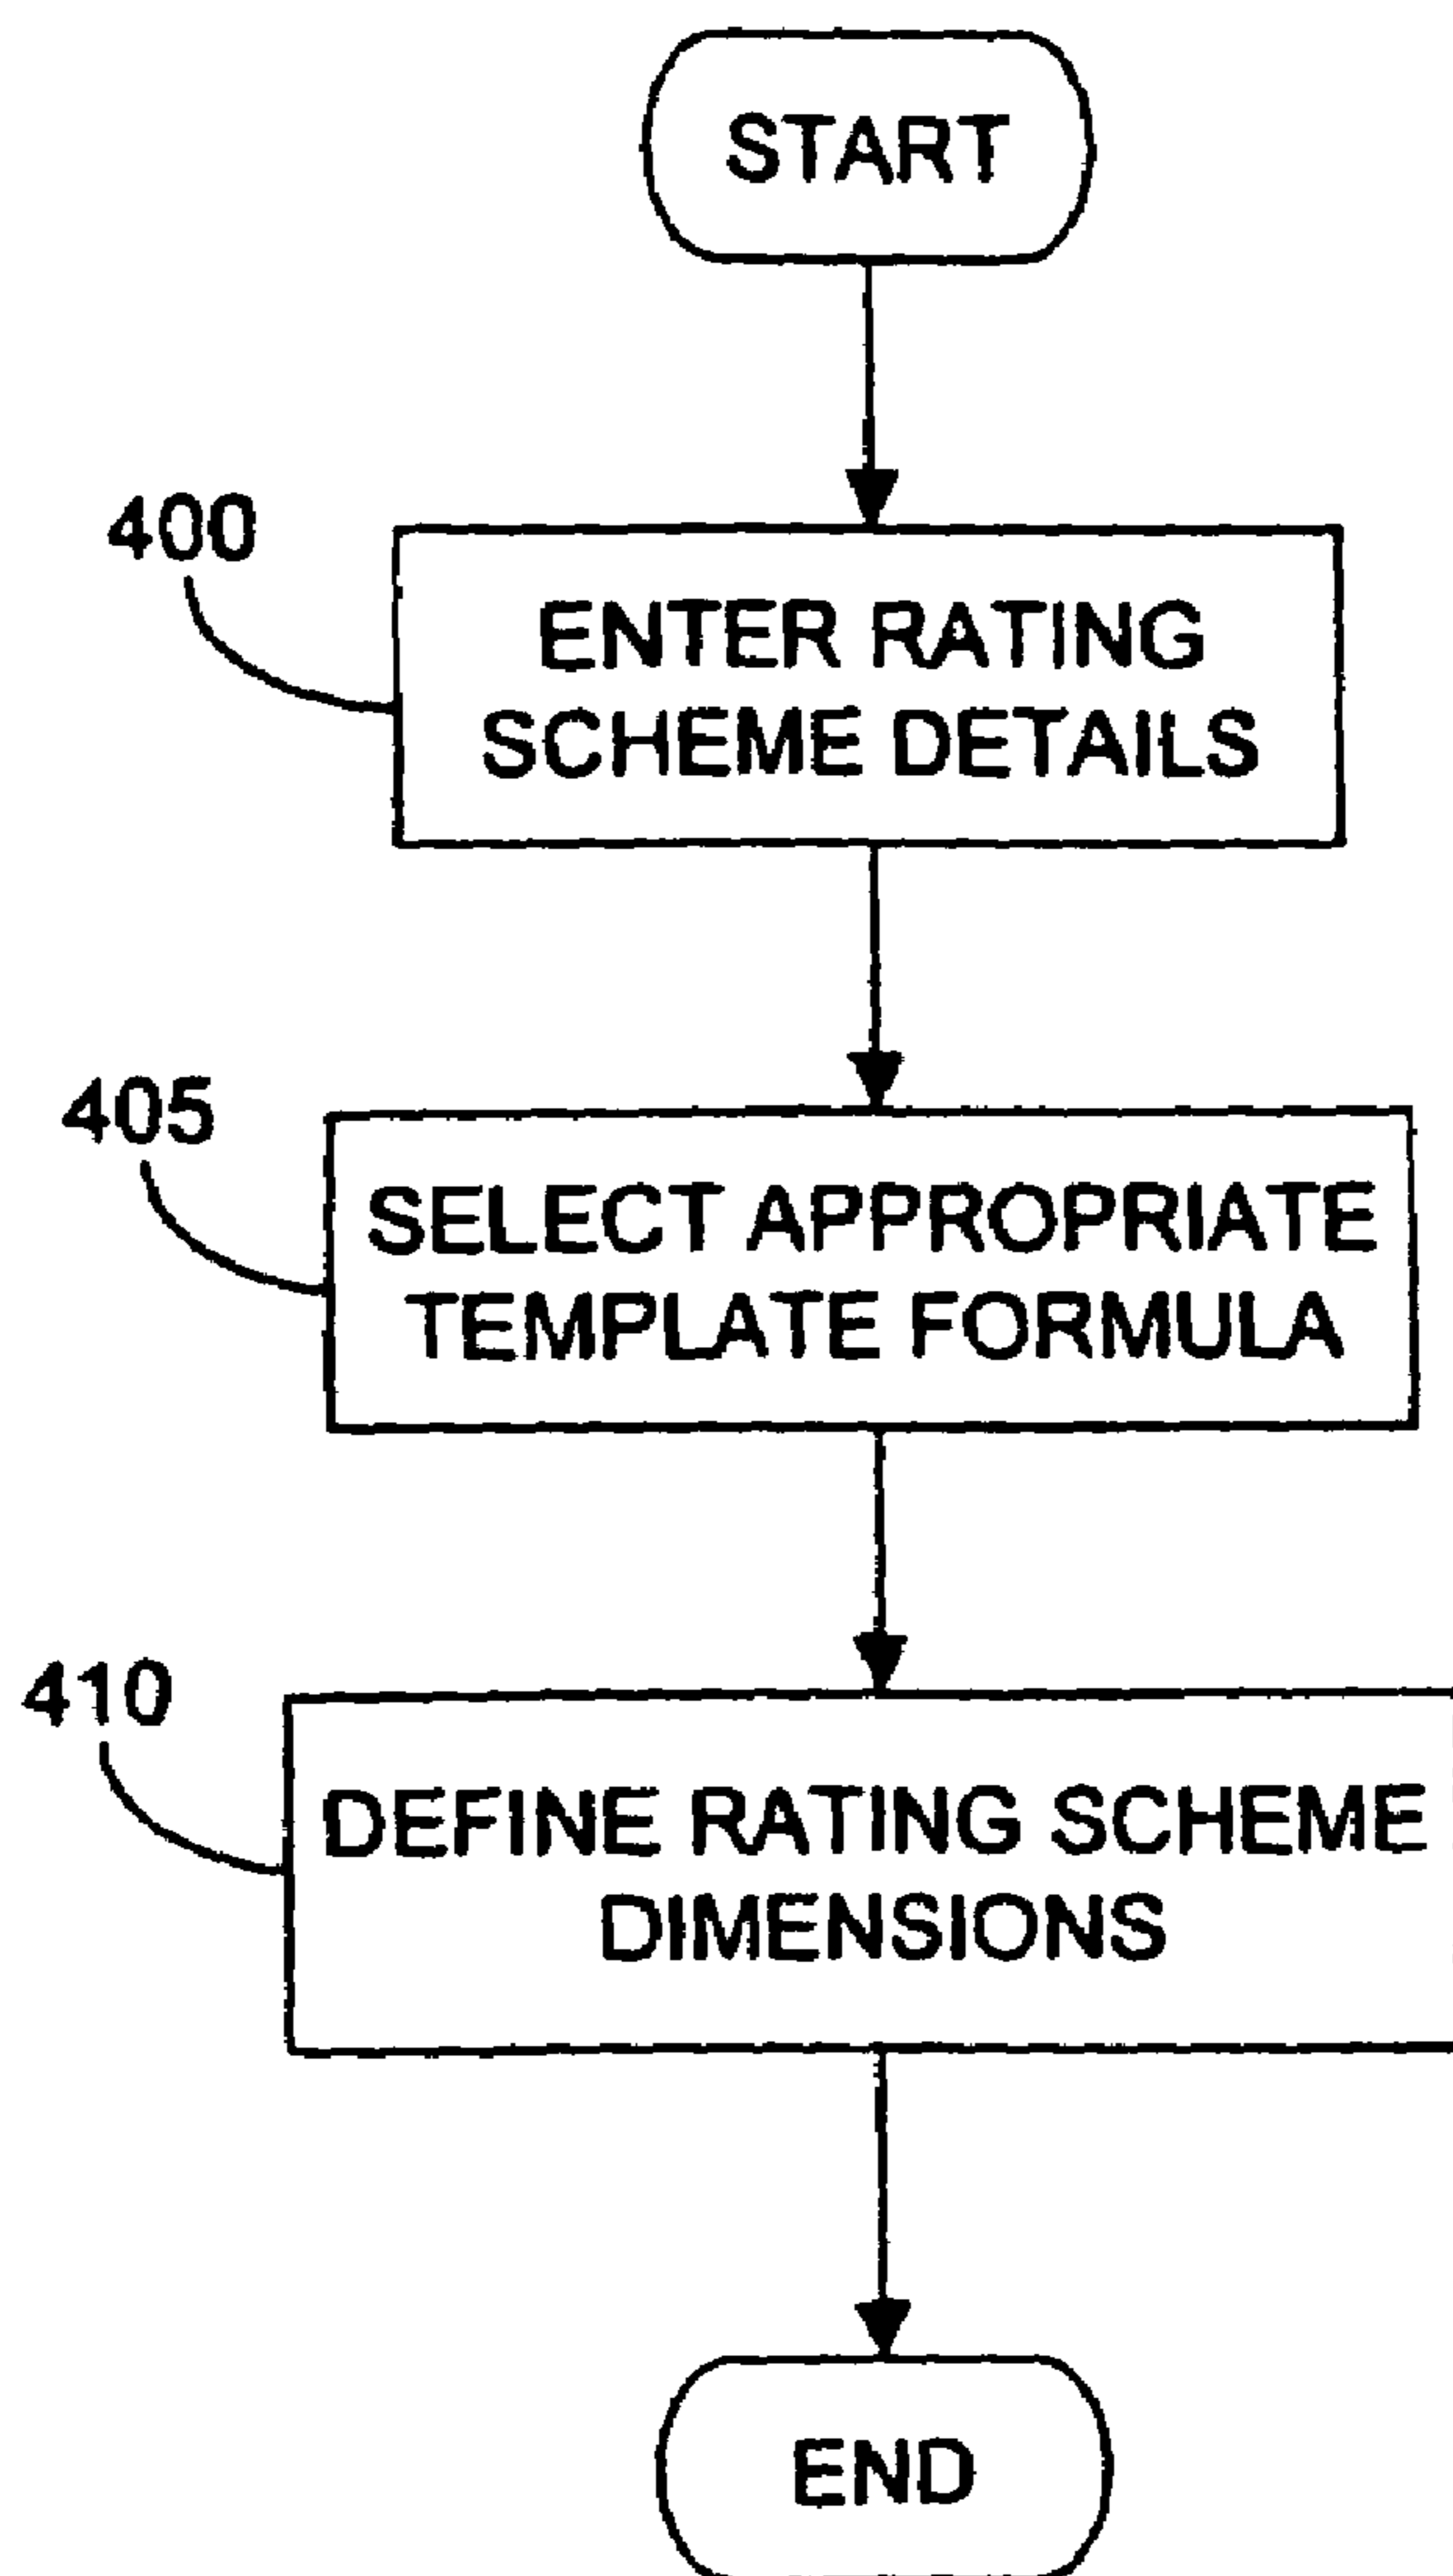 START
400
ENTER RATING
SCHEME DETAILS
405
SELECT APPROPRIATE
TEMPLATE FORMULA
410
DEFINE RATING SCHEME
DIMENSIONS
END